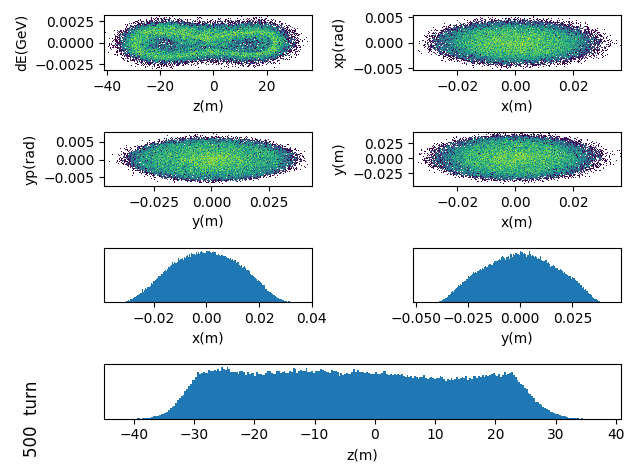 dE(GeV)
0.0025
0.0000
−0.0025
−40 −20 0 20
z(m)
xp(rad)
0.005
0.000
−0.005
−0.02 0.00 0.02
x(m)
yp(rad)
0.005
0.000
−0.005
−0.025 0.000 0.025
y(m)
y(m)
0.025
0.000
−0.025
−0.02 0.00 0.02
x(m)
−0.02 0.00 0.02 0.04
x(m)
−0.050 −0.025 0.000 0.025
y(m)
500 turn
−40 −30 −20 −10 0 10 20 30 40
z(m)